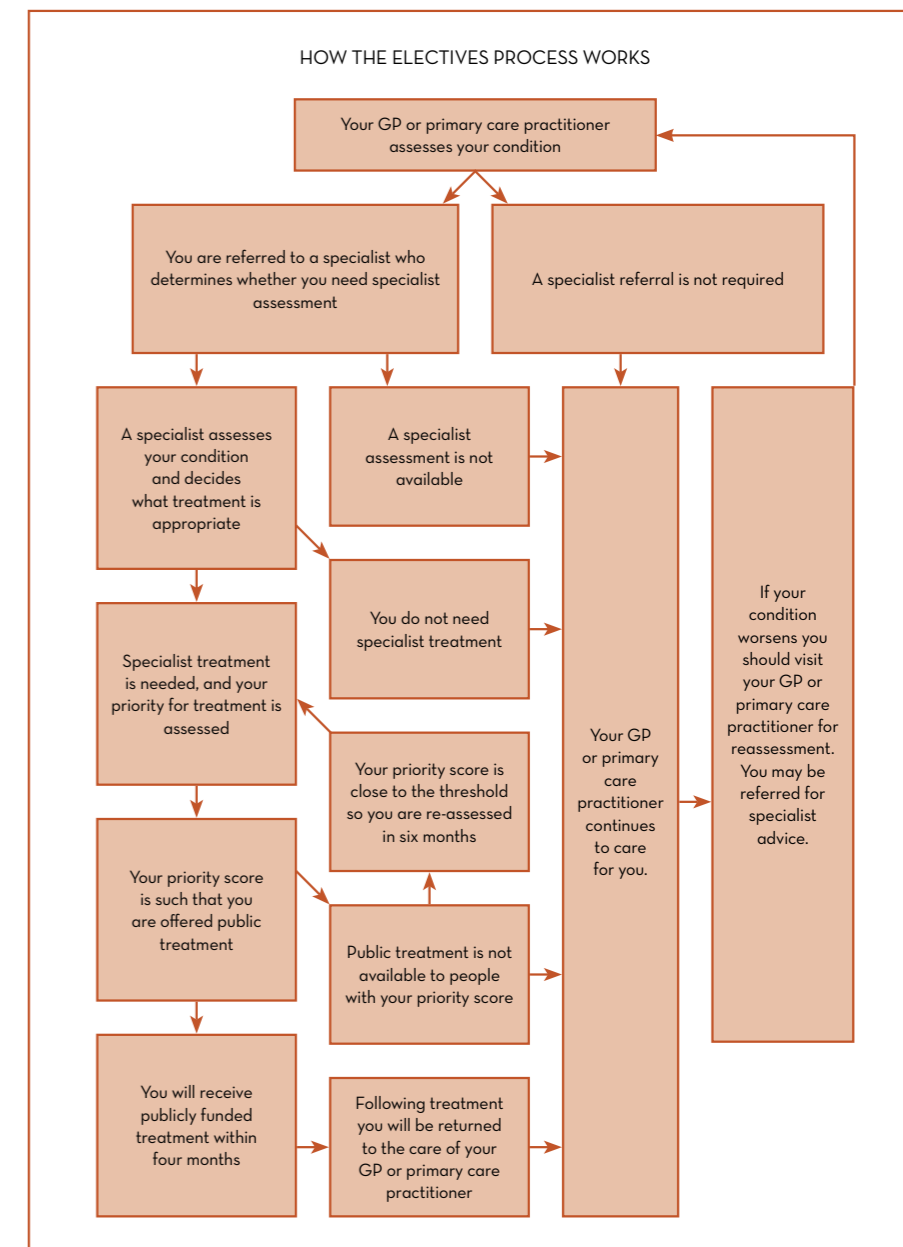 HOW THE ELECTIVES PROCESS WORKS
Your GP or primary care practitioner
assesses your condition
You are referred to a specialist who
determines whether you need specialist
assessment
A specialist referral is not required
A specialist assesses
your condition
and decides
what treatment is
appropriate
A specialist
assessment is not
available
You do not need
specialist treatment
Specialist treatment
is needed, and your
priority for treatment is
assessed
Your priority score is
close to the threshold
so you are re-assessed
in six months
Your priority score
is such that you
are offered public
treatment
Public treatment is not
available to people
with your priority score
You will receive
publicly funded
treatment within
four months
Following treatment
you will be returned
to the care of your
GP or primary care
practitioner
Your GP
or primary
care
practitioner
continues
to care
for you.
If your
condition
worsens you
should visit
your GP or
primary care
practitioner for
reassessment.
You may be
referred for
specialist
advice.